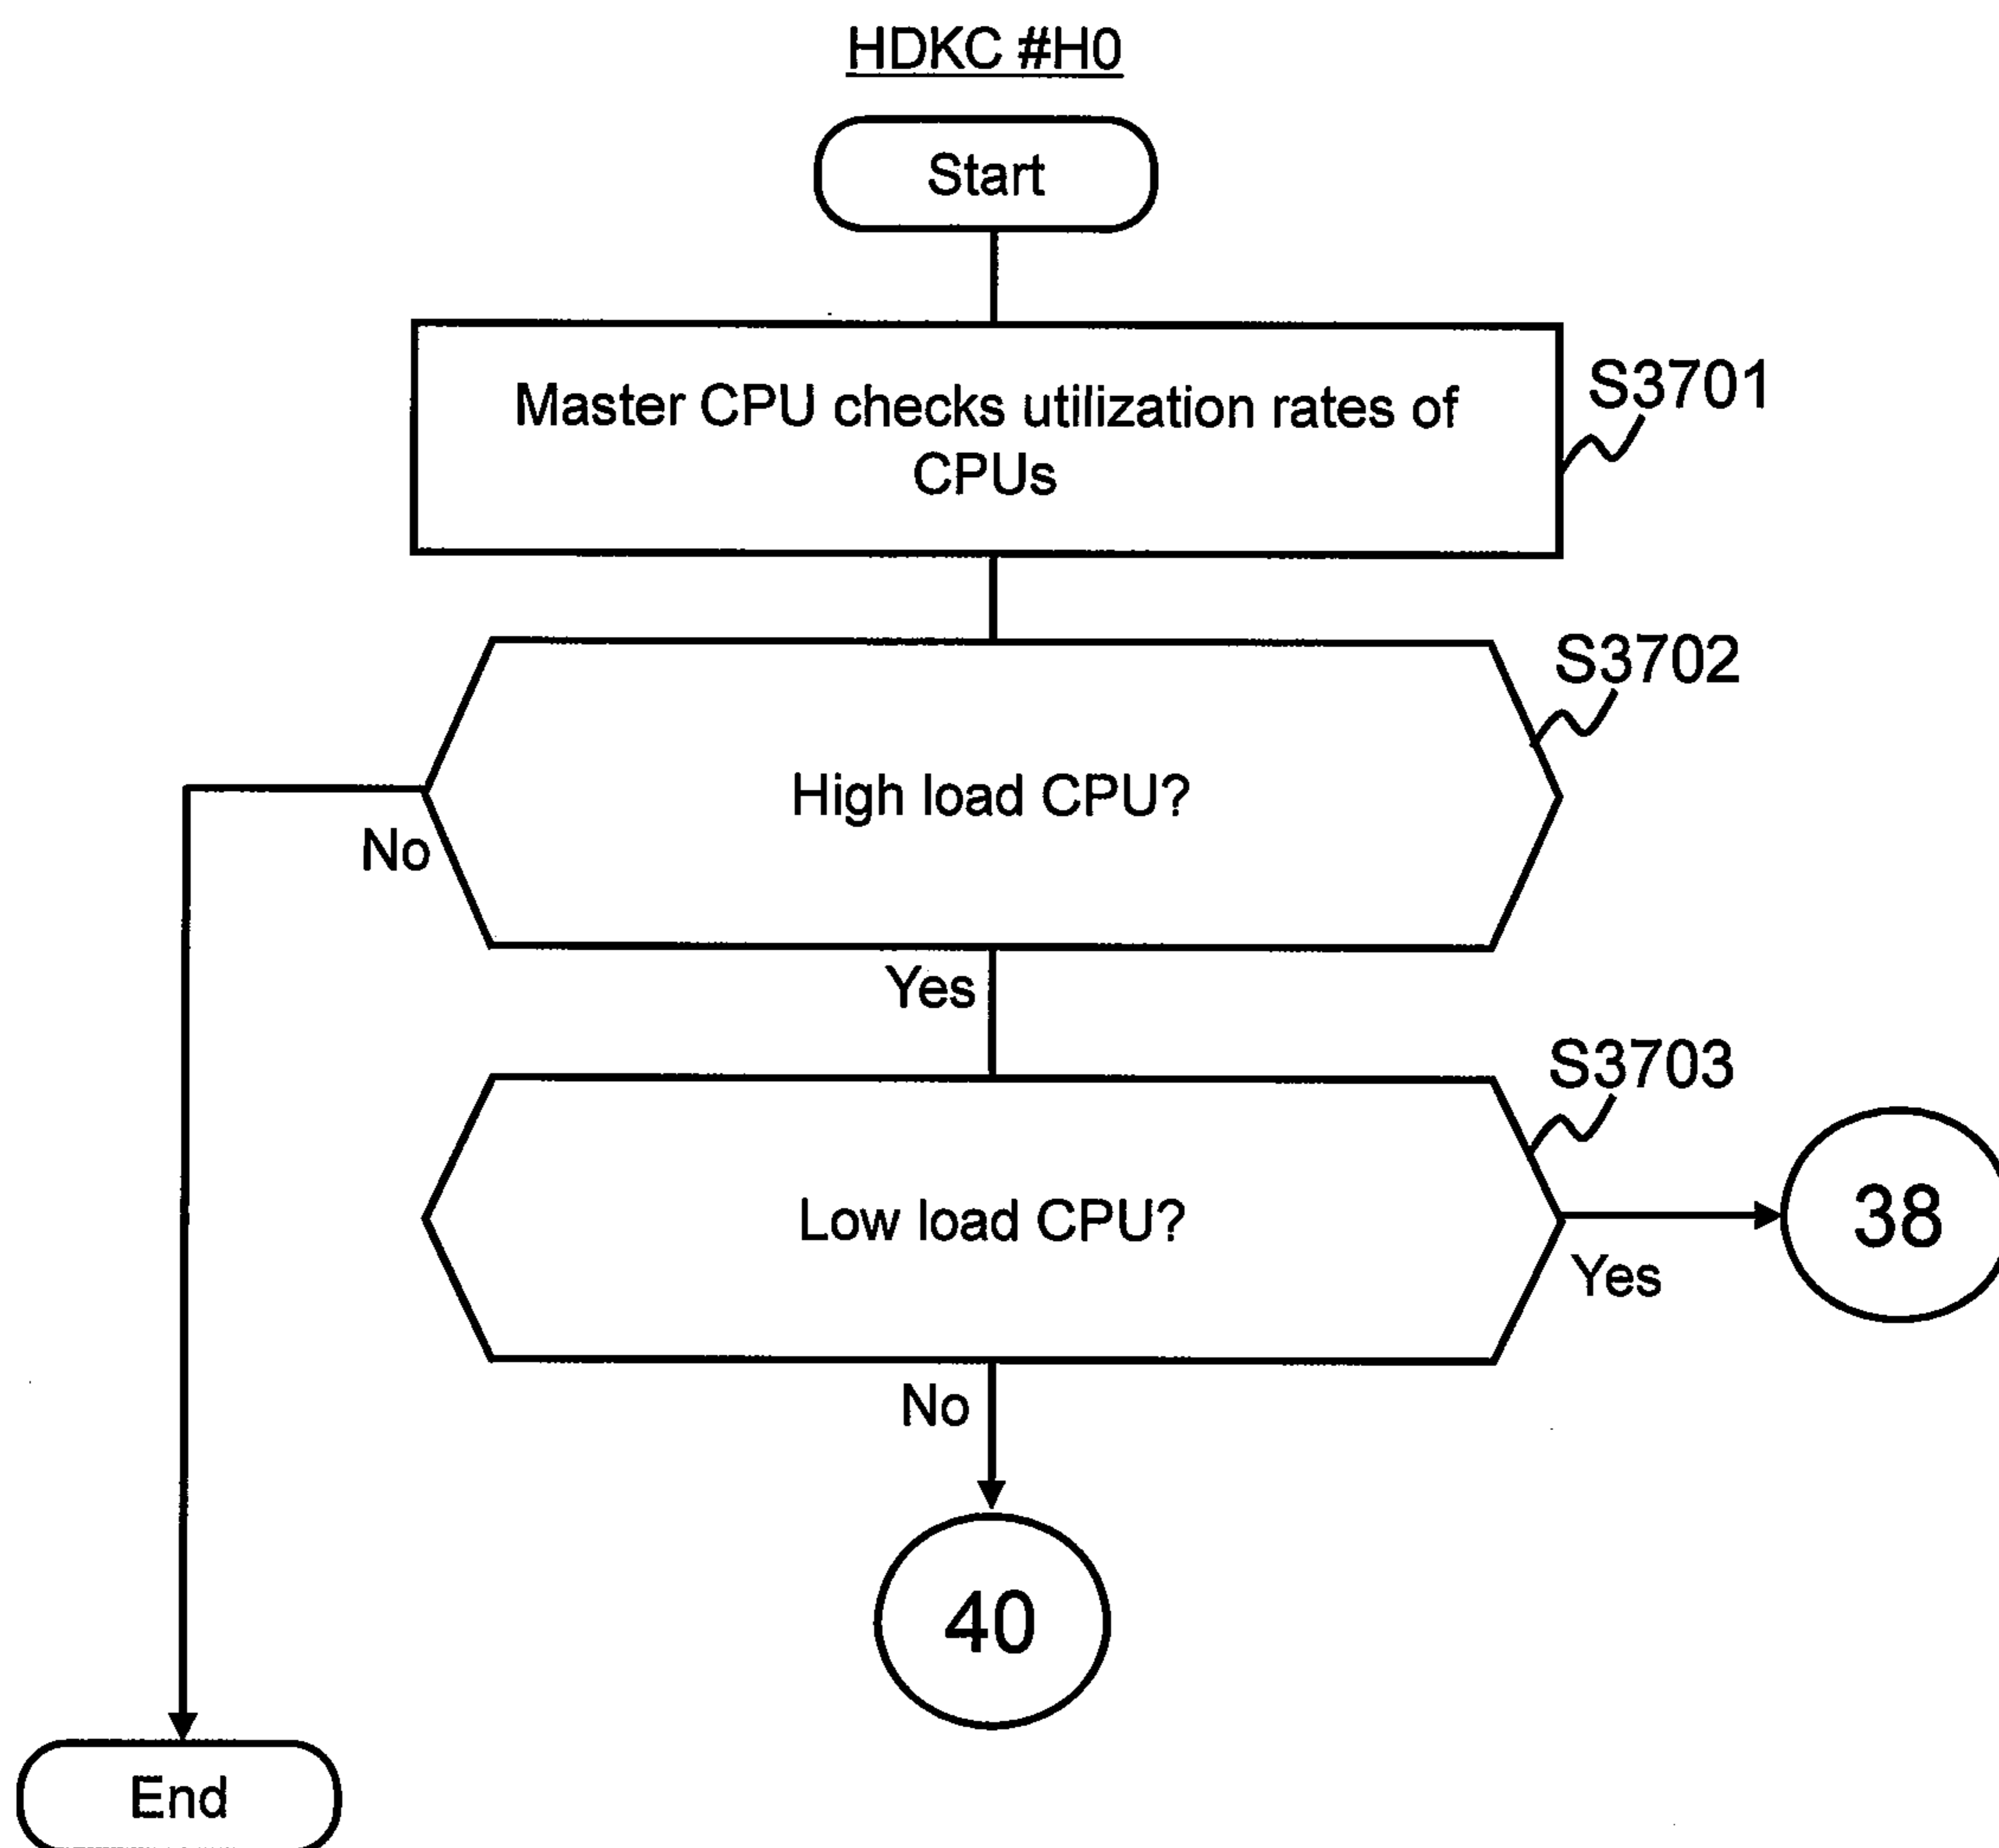 HDKC #H0
Start
Master CPU checks utilization rates of
CPUs
S3701
S3702
High load CPU?
No
Yes
S3703
Low load CPU?
38
Yes
No
40
End